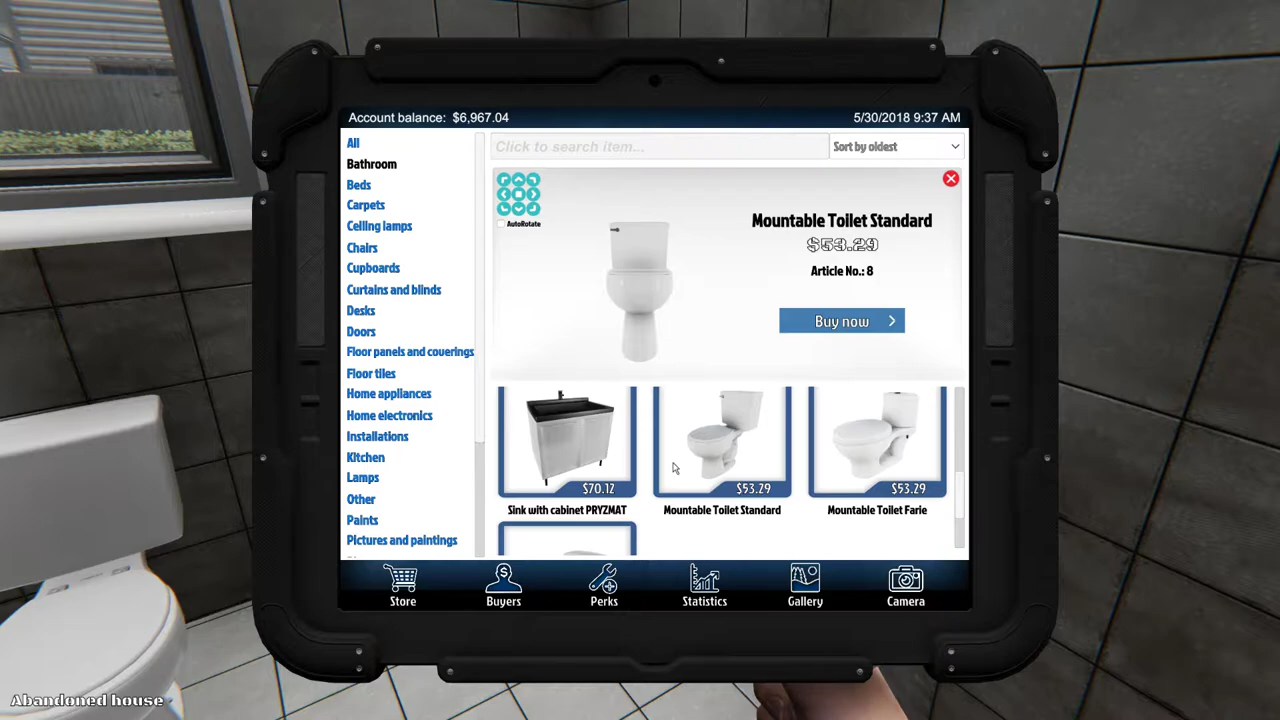 Account balance: $6,967.04
5/30/2018 9:37 AM
All
Bathroom
Beds
Carpets
Ceiling lamps
Chairs
Cupboards
Curtains and blinds
Desks
Doors
Floor panels and coverings
Floor tiles
Home appliances
Home electronics
Installations
Kitchen
Lamps
Other
Paints
Pictures and paintings
Click to search item...
Sort by oldest
AutoRotate
Mountable Toilet Standard
$53.29
Article No.: 8
Buy now
$70.12
$53.29
$53.29
Sink with cabinet PRYZMAT
Mountable Toilet Standard
Mountable Toilet Farie
Store
Buyers
Perks
Statistics
Gallery
Camera
Abandoned house